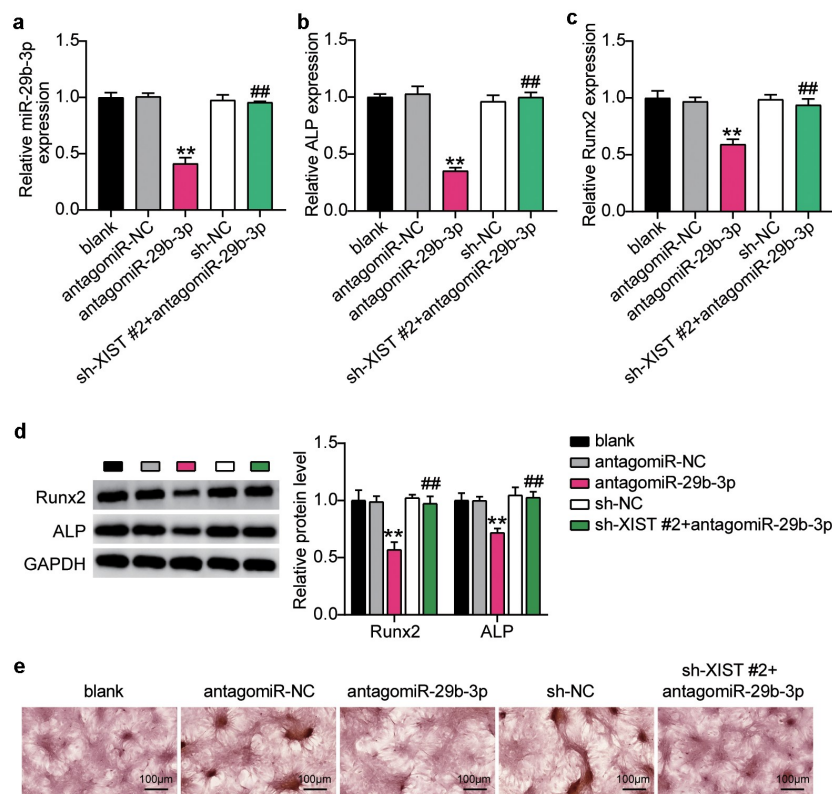 a
Relative miR-29b-3p
expression
1.5
1.0
0.5
0.0
**
##
blank
antagomiR-NC
antagomiR-29b-3p
sh-NC
sh-XIST #2+antagomiR-29b-3p
b
Relative ALP expression
1.5
1.0
0.5
0.0
**
##
blank
antagomiR-NC
antagomiR-29b-3p
sh-NC
sh-XIST #2+antagomiR-29b-3p
c
Relative Runx2 expression
1.5
1.0
0.5
0.0
**
##
blank
antagomiR-NC
antagomiR-29b-3p
sh-NC
sh-XIST #2+antagomiR-29b-3p
d
Runx2
ALP
GAPDH
Relative protein level
1.5
1.0
0.5
0.0
**
##
**
##
Runx2
ALP
blank
antagomiR-NC
antagomiR-29b-3p
sh-NC
sh-XIST #2+antagomiR-29b-3p
e
blank
antagomiR-NC
antagomiR-29b-3p
sh-NC
sh-XIST #2+
antagomiR-29b-3p
100μm
100μm
100μm
100μm
100μm